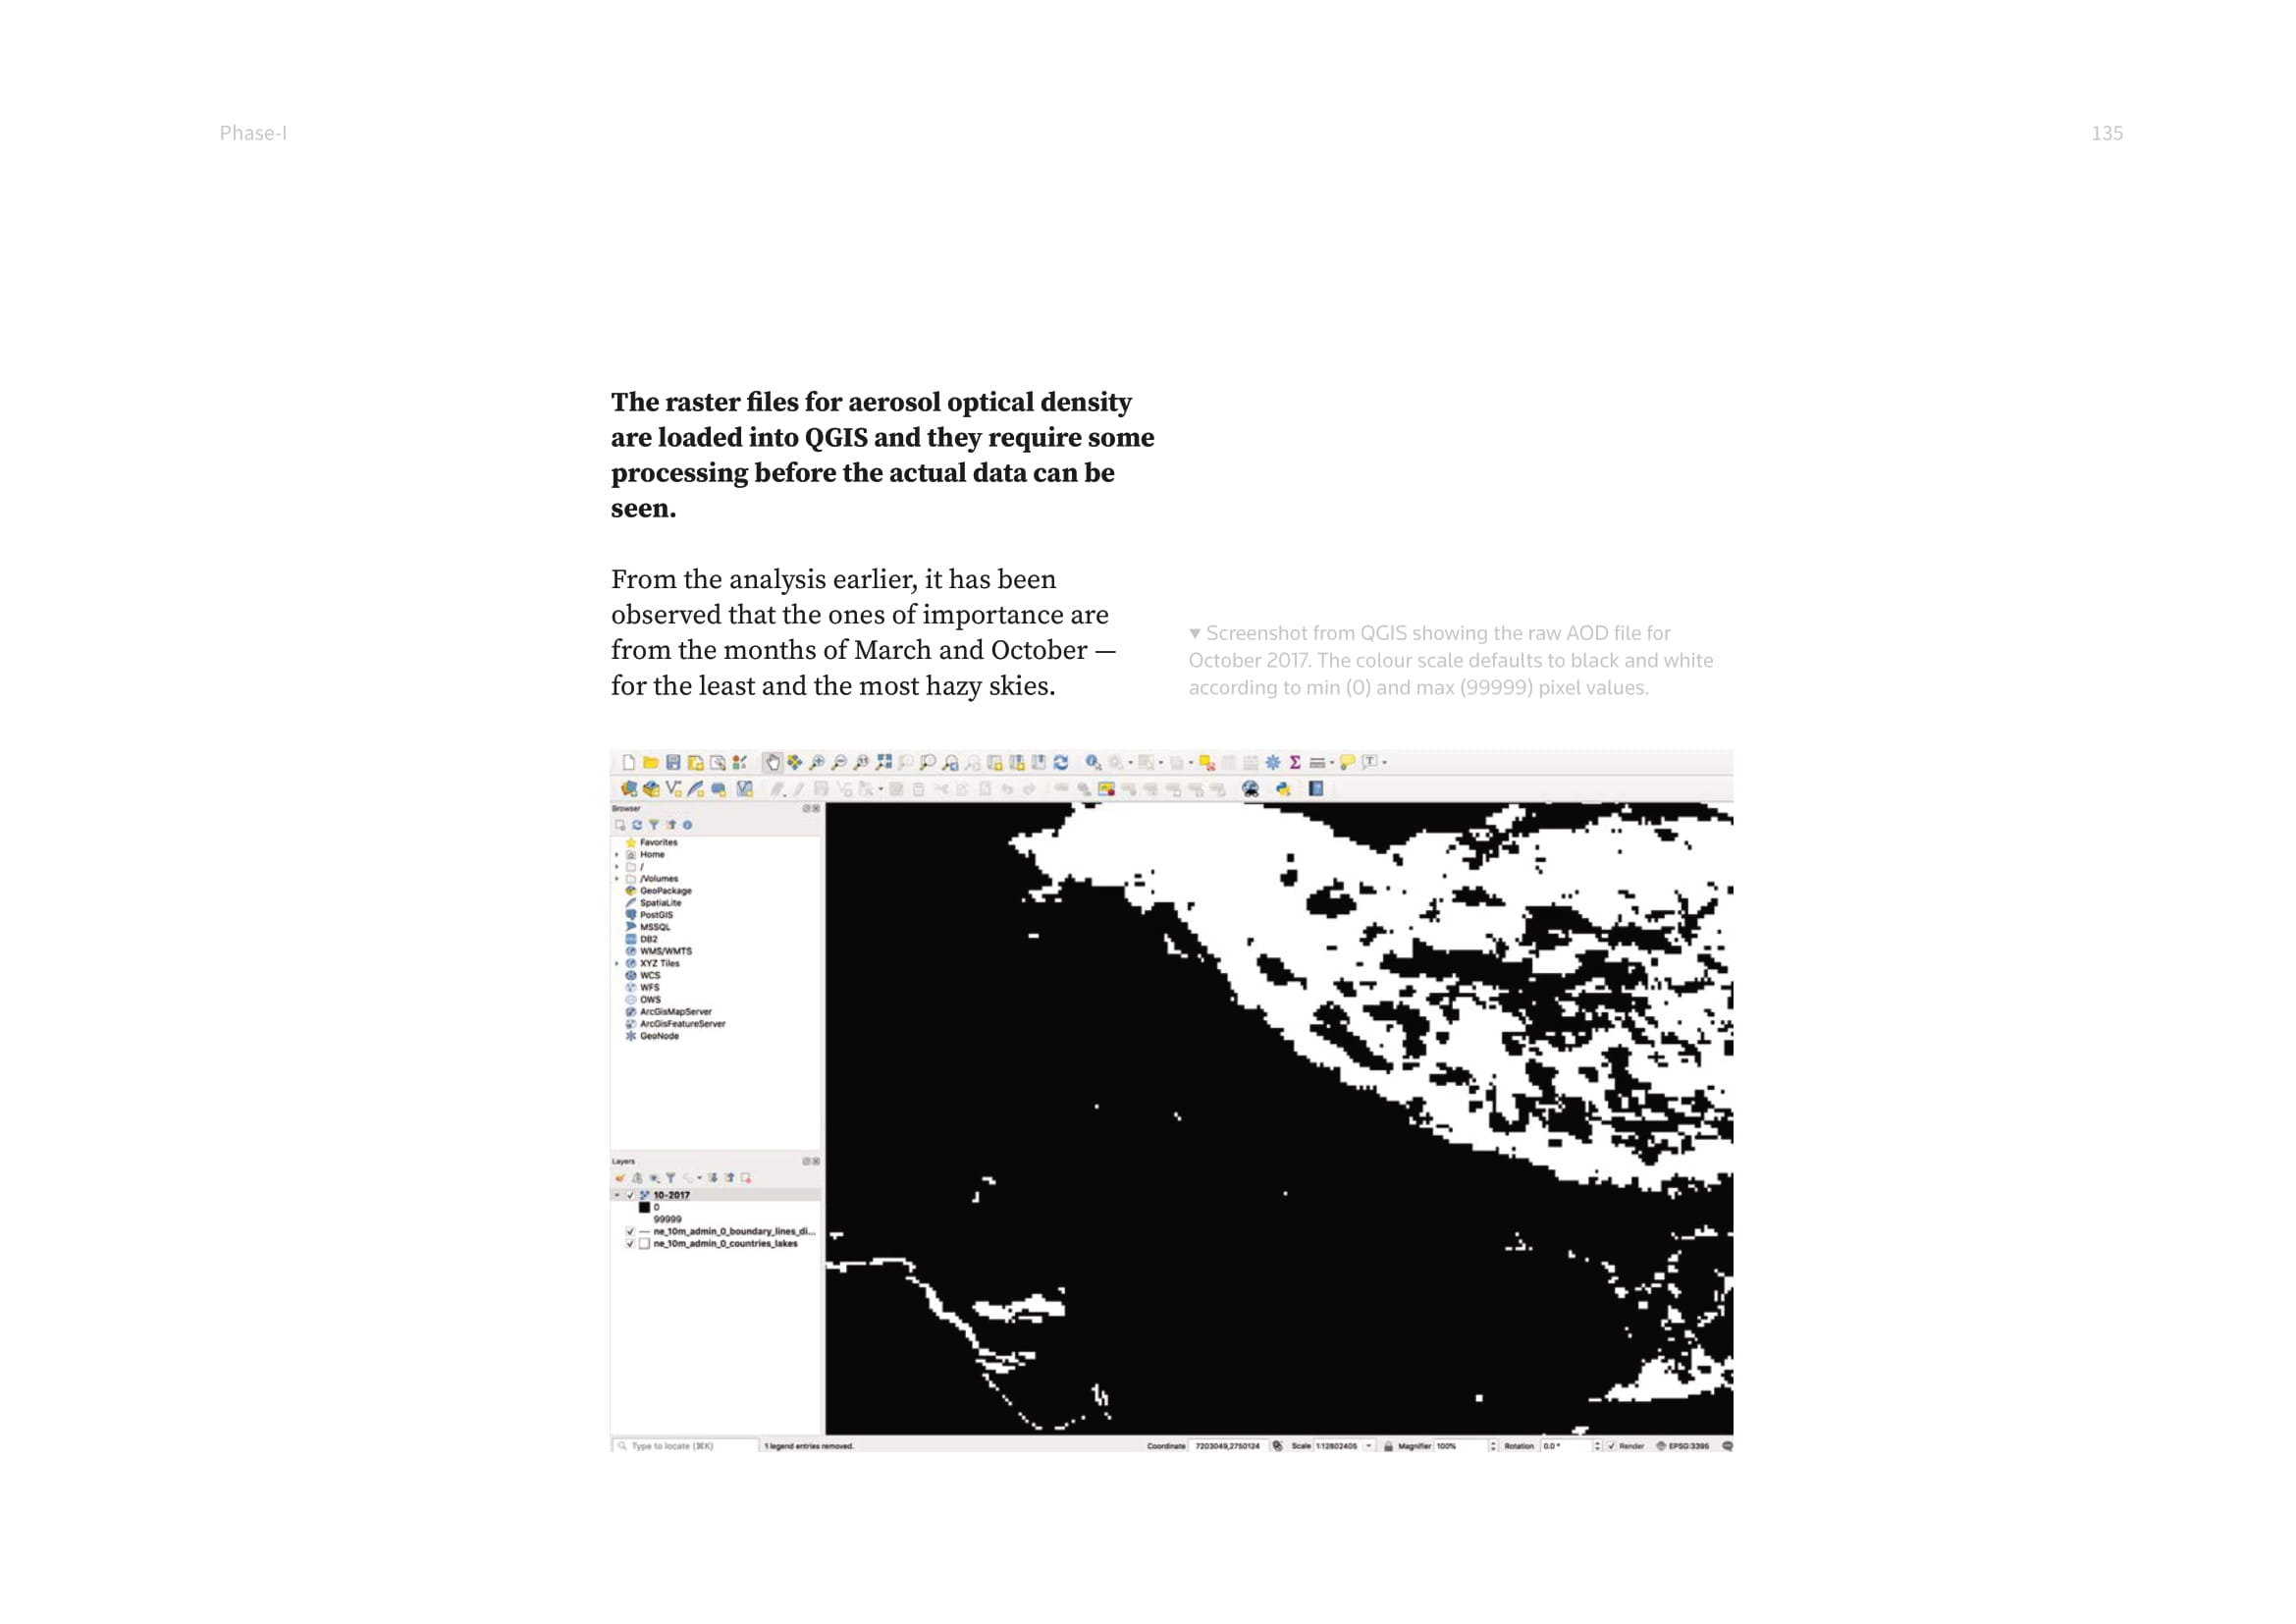 Phase-I
135
The raster files for aerosol optical density
are loaded into QGIS and they require some
processing before the actual data can be
seen.
From the analysis earlier, it has been
observed that the ones of importance are
from the months of March and October —
for the least and the most hazy skies.
▼ Screenshot from QGIS showing the raw AOD file for
October 2017. The colour scale defaults to black and white
according to min (0) and max (99999) pixel values.
Browser
Favorites
Home
/
/Volumes
GeoPackage
SpatiaLite
PostGIS
MSSQL
DB2
WMS/WMTS
XYZ Tiles
WCS
WFS
OWS
ArcGisMapServer
ArcGisFeatureServer
GeoNode
Layers
10-2017
0
99999
ne_10m_admin_0_boundary_lines_di...
ne_10m_admin_0_countries_lakes
Type to locate (⌘K) 1 legend entries removed. Coordinate 7203049,2750124 Scale 1:12802405 Magnifier 100% Rotation 0.0 ° Render EPSG:3395